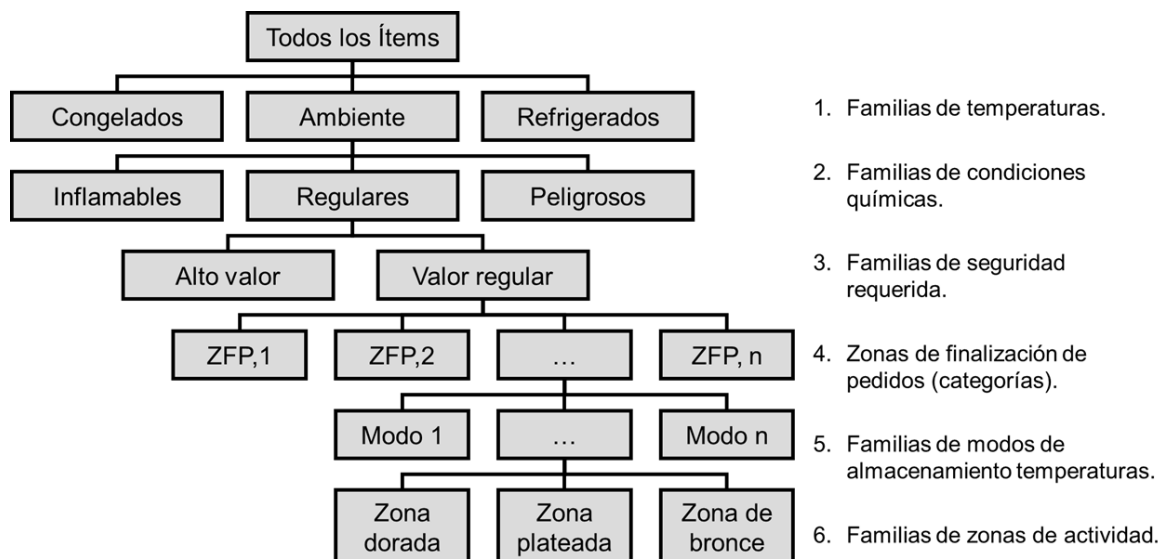 Todos los Ítems
Congelados
Ambiente
Refrigerados
1. Familias de temperaturas.
Inflamables
Regulares
Peligrosos
2. Familias de condiciones
químicas.
Alto valor
Valor regular
3. Familias de seguridad
requerida.
ZFP,1
ZFP,2
...
ZFP, n
4. Zonas de finalización de
pedidos (categorías).
Modo 1
...
Modo n
5. Familias de modos de
almacenamiento temperaturas.
Zona
dorada
Zona
plateada
Zona de
bronce
6. Familias de zonas de actividad.